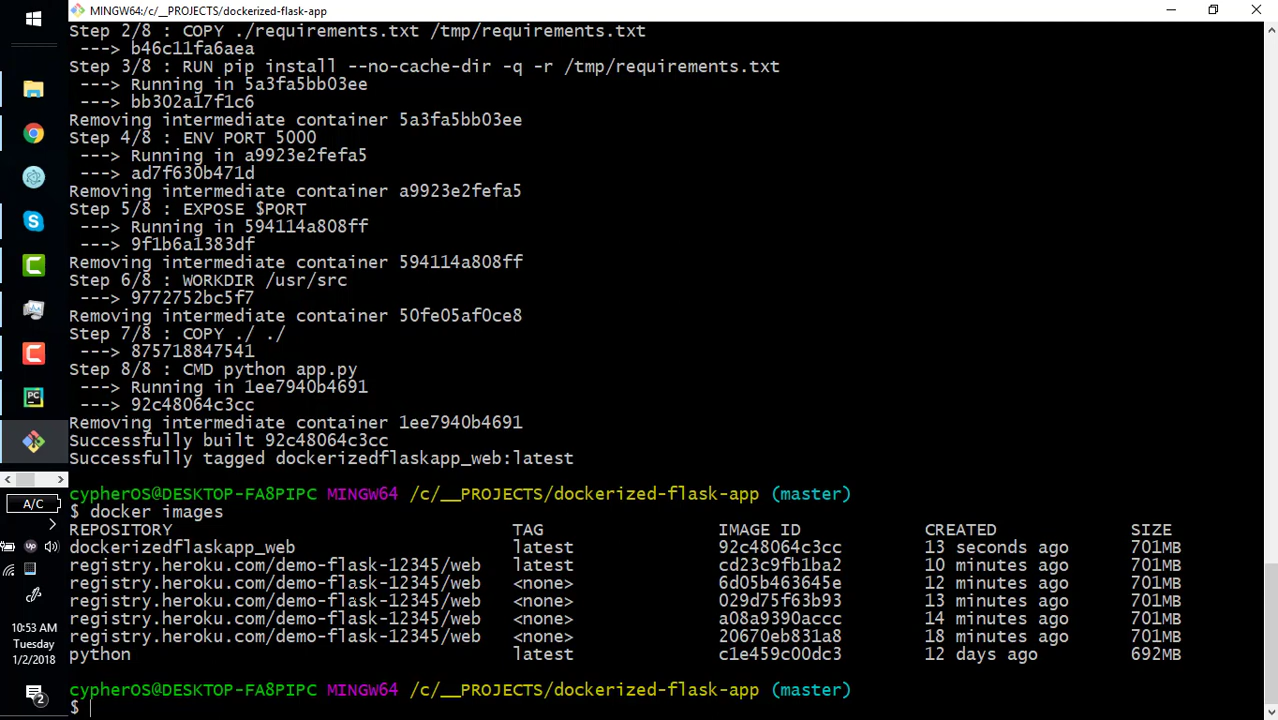 MINGW64:/c/__PROJECTS/dockerized-flask-app
Step 2/8 : COPY ./requirements.txt /tmp/requirements.txt
---> b46c11fa6aea
Step 3/8 : RUN pip install --no-cache-dir -q -r /tmp/requirements.txt
---> Running in 5a3fa5bb03ee
---> bb302a17f1c6
Removing intermediate container 5a3fa5bb03ee
Step 4/8 : ENV PORT 5000
---> Running in a9923e2fefa5
---> ad7f630b471d
Removing intermediate container a9923e2fefa5
Step 5/8 : EXPOSE $PORT
---> Running in 594114a808ff
---> 9f1b6a1383df
Removing intermediate container 594114a808ff
Step 6/8 : WORKDIR /usr/src
---> 9772752bc5f7
Removing intermediate container 50fe05af0ce8
Step 7/8 : COPY ./ ./
---> 875718847541
Step 8/8 : CMD python app.py
---> Running in 1ee7940b4691
---> 92c48064c3cc
Removing intermediate container 1ee7940b4691
Successfully built 92c48064c3cc
Successfully tagged dockerizedflaskapp_web:latest
cypherOS@DESKTOP-FA8PIPC MINGW64 /c/__PROJECTS/dockerized-flask-app (master)
$ docker images
REPOSITORY TAG IMAGE ID CREATED SIZE
dockerizedflaskapp_web latest 92c48064c3cc 13 seconds ago 701MB
registry.heroku.com/demo-flask-12345/web latest cd23c9fb1ba2 10 minutes ago 701MB
registry.heroku.com/demo-flask-12345/web <none> 6d05b463645e 12 minutes ago 701MB
registry.heroku.com/demo-flask-12345/web <none> 029d75f63b93 13 minutes ago 701MB
registry.heroku.com/demo-flask-12345/web <none> a08a9390accc 14 minutes ago 701MB
registry.heroku.com/demo-flask-12345/web <none> 20670eb831a8 18 minutes ago 701MB
python latest c1e459c00dc3 12 days ago 692MB
cypherOS@DESKTOP-FA8PIPC MINGW64 /c/__PROJECTS/dockerized-flask-app (master)
$
PC
A/C
up
10:53 AM
Tuesday
1/2/2018
2